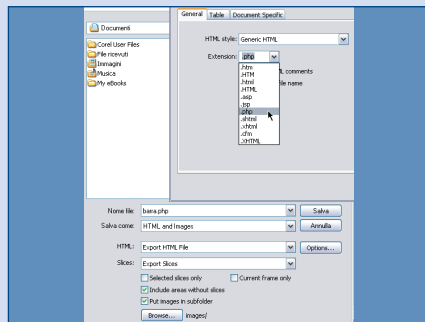 General Table Document Specific
Documenti
HTML style: Generic HTML
Corel User Files
File ricevuti
Extension: .php
Immagini
.htm
Musica
.HTM
ML comments
My eBooks
.html
file name
.HTML
.asp
.jsp
.php
.shtml
.xhtml
.cfm
.XHTML
Nome file: barra.php Salva
Salva come: HTML and Images Annulla
HTML: Export HTML File Options...
Slices: Export Slices
Selected slices only Current frame only
Include areas without slices
Put images in subfolder
Browse... images/